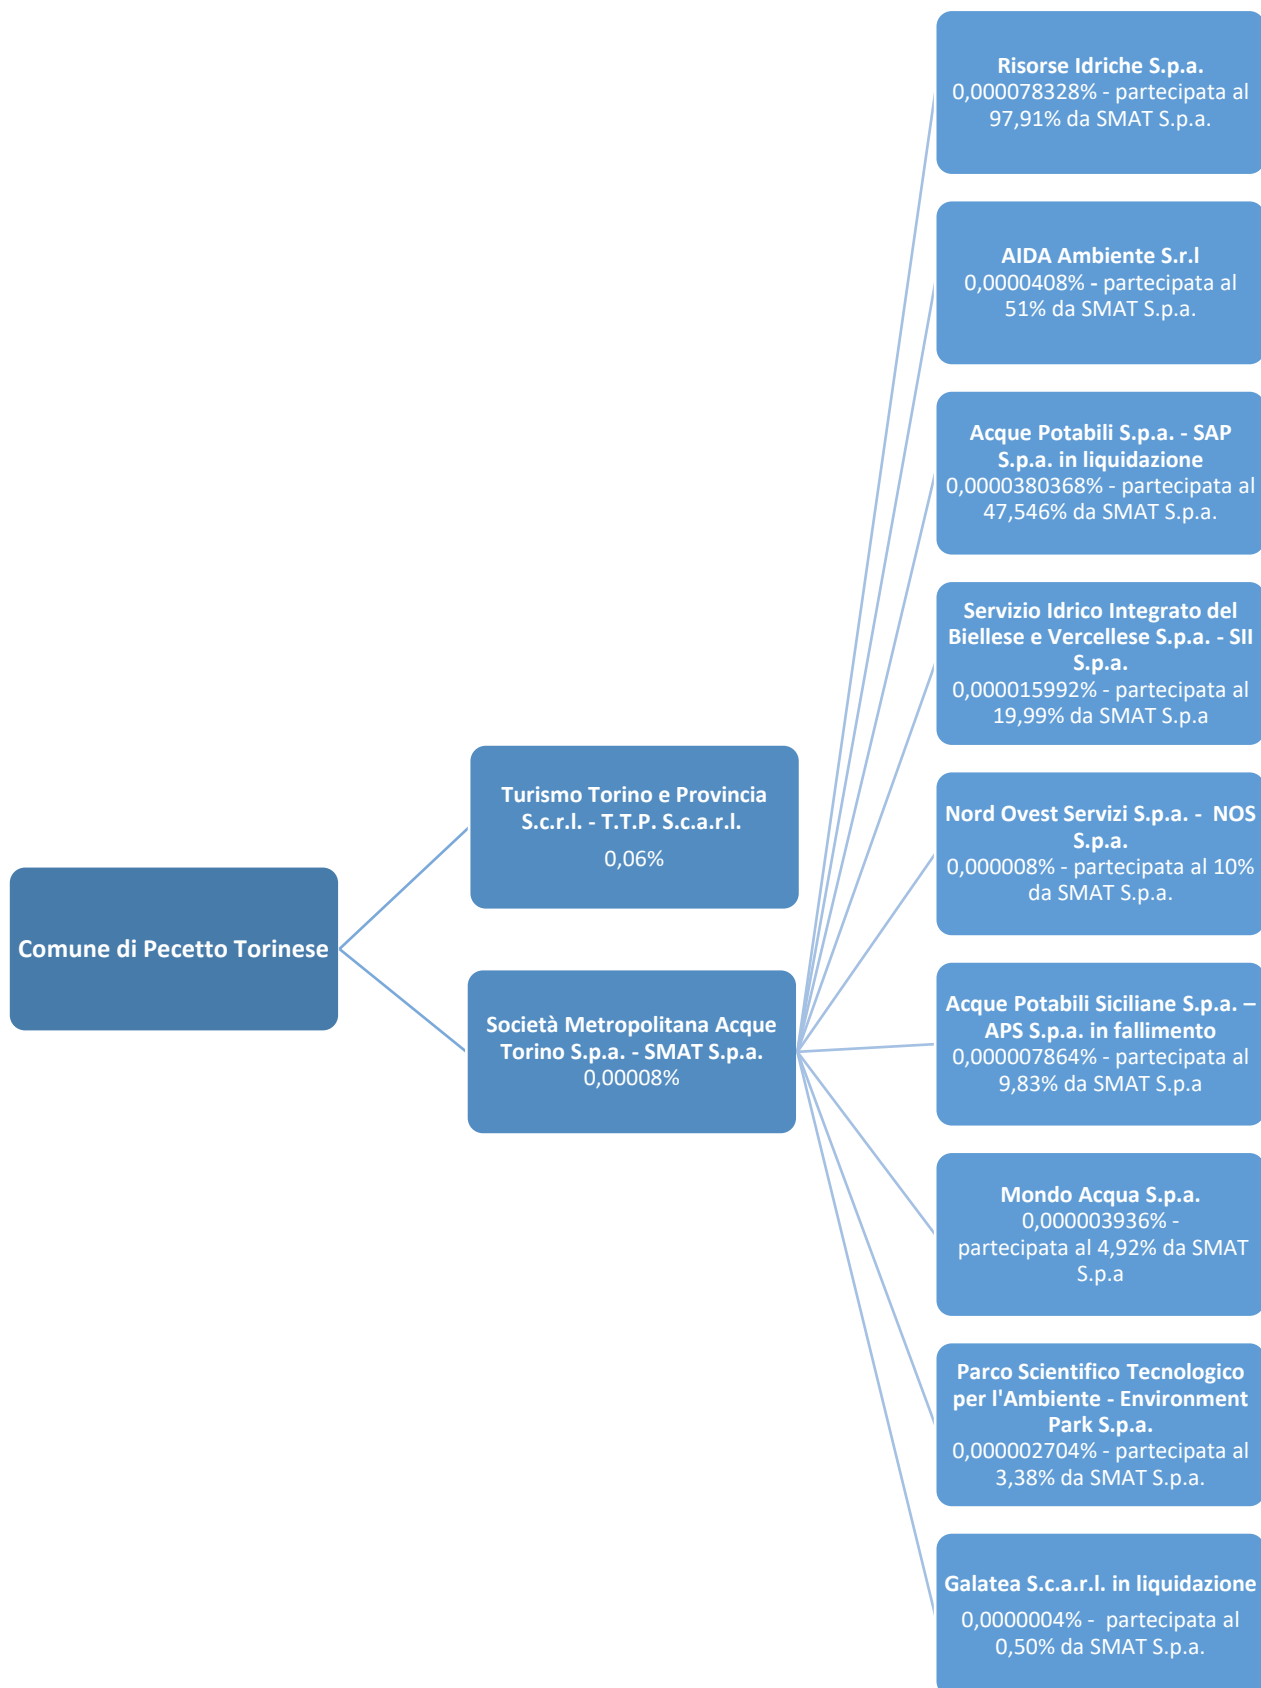 Comune di Pecetto Torinese
Turismo Torino e Provincia
S.c.r.l. - T.T.P. S.c.a.r.l.
0,06%
Società Metropolitana Acque
Torino S.p.a. - SMAT S.p.a.
0,00008%
Risorse Idriche S.p.a.
0,000078328% - partecipata al
97,91% da SMAT S.p.a.
AIDA Ambiente S.r.l
0,0000408% - partecipata al
51% da SMAT S.p.a.
Acque Potabili S.p.a. - SAP
S.p.a. in liquidazione
0,0000380368% - partecipata al
47,546% da SMAT S.p.a.
Servizio Idrico Integrato del
Biellese e Vercellese S.p.a. - SII
S.p.a.
0,000015992% - partecipata al
19,99% da SMAT S.p.a
Nord Ovest Servizi S.p.a. - NOS
S.p.a.
0,000008% - partecipata al 10%
da SMAT S.p.a.
Acque Potabili Siciliane S.p.a. –
APS S.p.a. in fallimento
0,000007864% - partecipata al
9,83% da SMAT S.p.a
Mondo Acqua S.p.a.
0,000003936% -
partecipata al 4,92% da SMAT
S.p.a
Parco Scientifico Tecnologico
per l'Ambiente - Environment
Park S.p.a.
0,000002704% - partecipata al
3,38% da SMAT S.p.a.
Galatea S.c.a.r.l. in liquidazione
0,0000004% - partecipata al
0,50% da SMAT S.p.a.